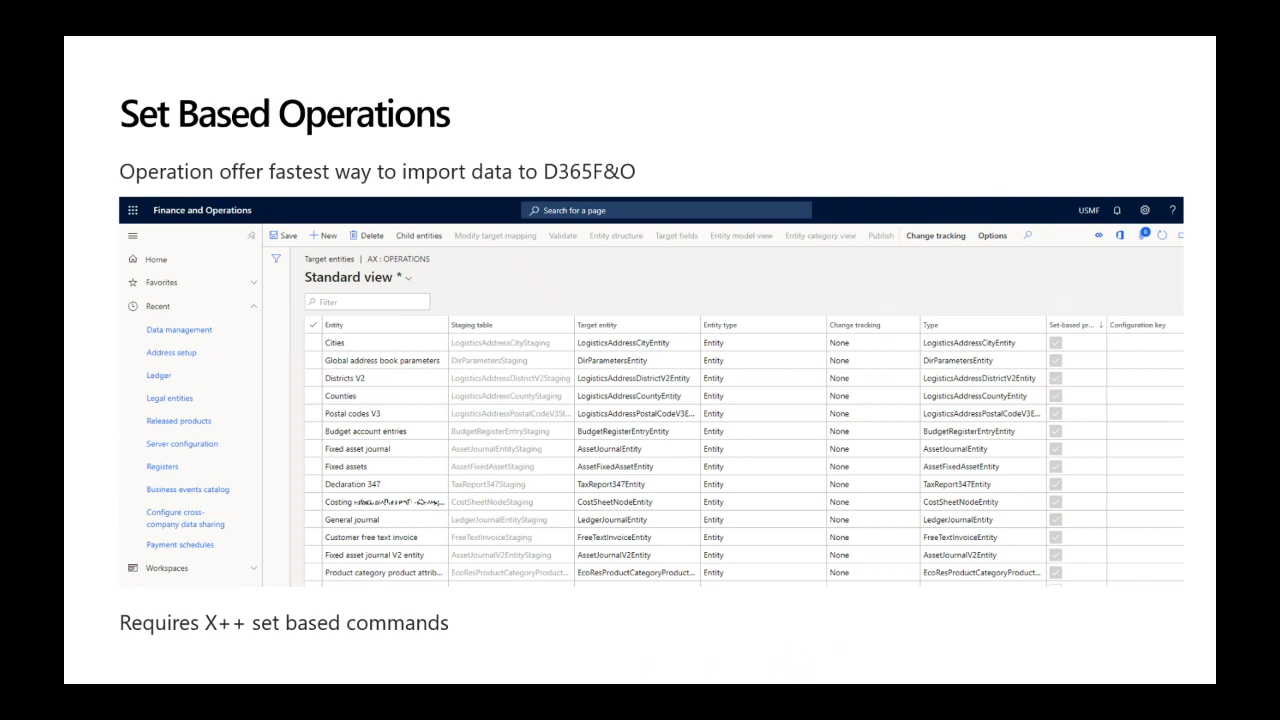 Set Based Operations
Operation offer fastest way to import data to D365F&O
Finance and Operations Search for a page USMF ?
Save New Delete Child entities Modify target mapping Validate Entity structure Target fields Entity model view Entity category view Publish Change tracking Options 0
Home
Favorites
Recent
Data management
Address setup
Ledger
Legal entities
Released products
Server configuration
Registers
Business events catalog
Configure cross-
company data sharing
Payment schedules
Workspaces
Target entities | AX : OPERATIONS
Standard view *
Filter
Entity Staging table Target entity Entity type Change tracking Type Set-based pr... ↓ Configuration key
Cities LogisticsAddressCityStaging LogisticsAddressCityEntity Entity None LogisticsAddressCityEntity
Global address book parameters DirParametersStaging DirParametersEntity Entity None DirParametersEntity
Districts V2 LogisticsAddressDistrictV2Staging LogisticsAddressDistrictV2Entity Entity None LogisticsAddressDistrictV2Entity
Counties LogisticsAddressCountyStaging LogisticsAddressCountyEntity Entity None LogisticsAddressCountyEntity
Postal codes V3 LogisticsAddressPostalCodeV3St... LogisticsAddressPostalCodeV3E... Entity None LogisticsAddressPostalCodeV3E...
Budget account entries BudgetRegisterEntryStaging BudgetRegisterEntryEntity Entity None BudgetRegisterEntryEntity
Fixed asset journal AssetJournalEntityStaging AssetJournalEntity Entity None AssetJournalEntity
Fixed assets AssetFixedAssetStaging AssetFixedAssetEntity Entity None AssetFixedAssetEntity
Declaration 347 TaxReport347Staging TaxReport347Entity Entity None TaxReport347Entity
Costing CostSheetNodeStaging CostSheetNodeEntity Entity None CostSheetNodeEntity
General journal LedgerJournalEntityStaging LedgerJournalEntity Entity None LedgerJournalEntity
Customer free text invoice FreeTextInvoiceStaging FreeTextInvoiceEntity Entity None FreeTextInvoiceEntity
Fixed asset journal V2 entity AssetJournalV2EntityStaging AssetJournalV2Entity Entity None AssetJournalV2Entity
Product category product attrib... EcoResProductCategoryProduct... EcoResProductCategoryProduct... Entity None EcoResProductCategoryProduct...
Requires X++ set based commands